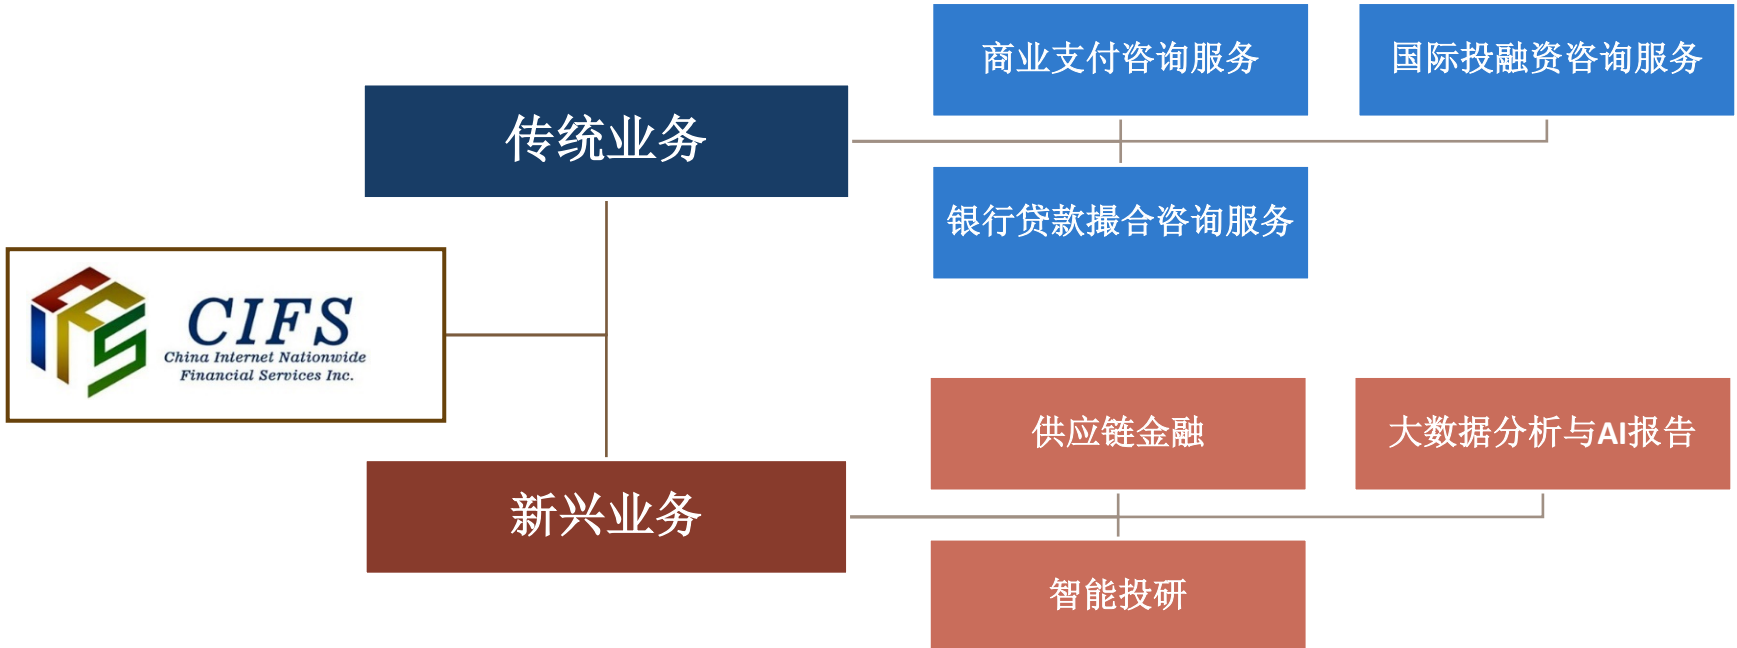 商业支付咨询服务
国际投融资咨询服务
传统业务
银行贷款撮合咨询服务
CIFS
China Internet Nationwide
Financial Services Inc.
供应链金融
大数据分析与AI报告
新兴业务
智能投研